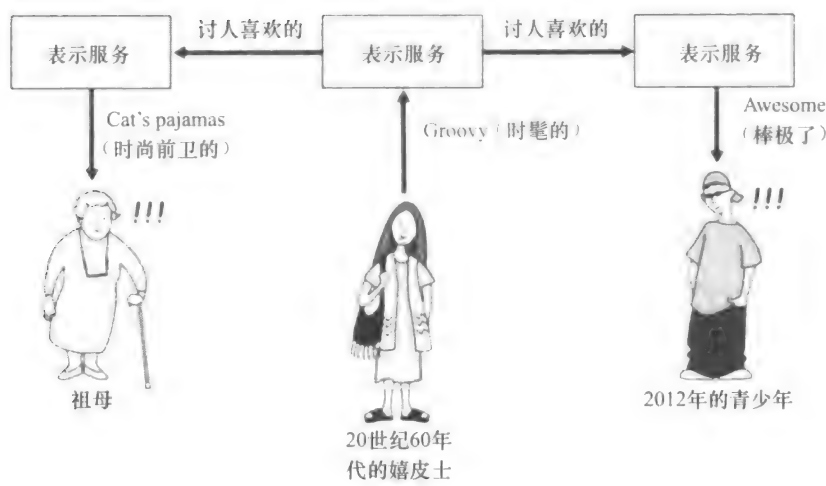 讨人喜欢的
讨人喜欢的
表示服务
表示服务
表示服务
Cat's pajamas
（时尚前卫的）
Groovy（时髦的）
Awesome
（棒极了）
!!!
!!!
祖母
20世纪60年
代的嬉皮士
2012年的青少年